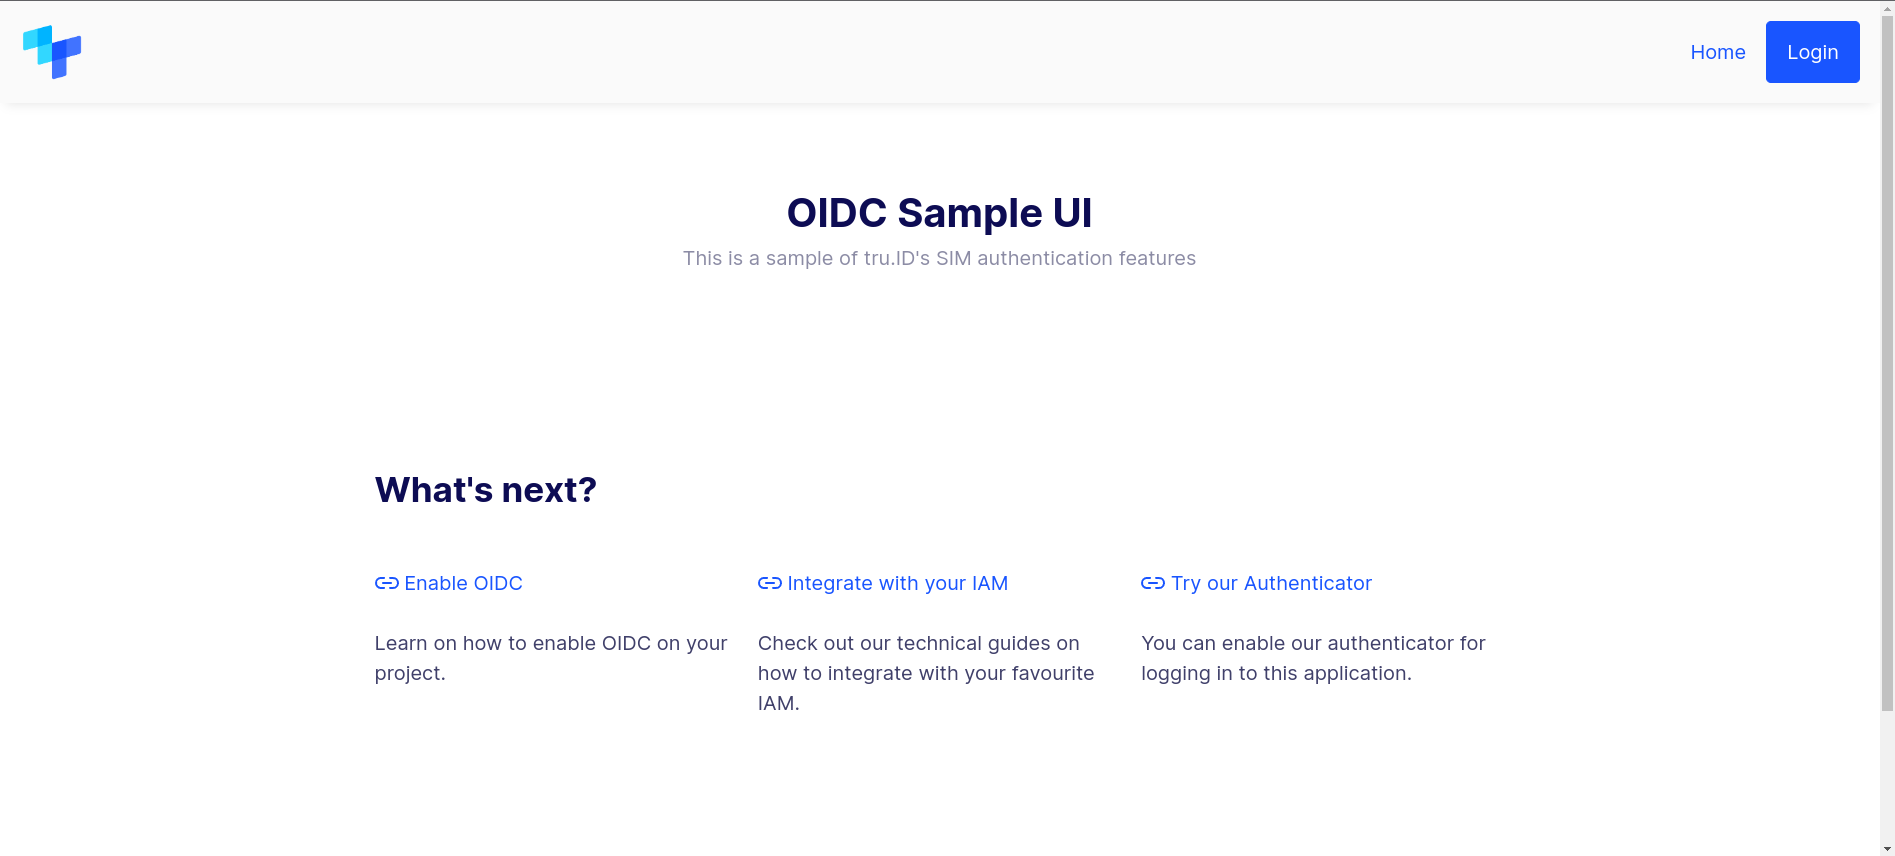 Home
Login
OIDC Sample UI
This is a sample of tru.ID's SIM authentication features
What's next?
Enable OIDC
Learn on how to enable OIDC on your
project.
Integrate with your IAM
Check out our technical guides on
how to integrate with your favourite
IAM.
Try our Authenticator
You can enable our authenticator for
logging in to this application.